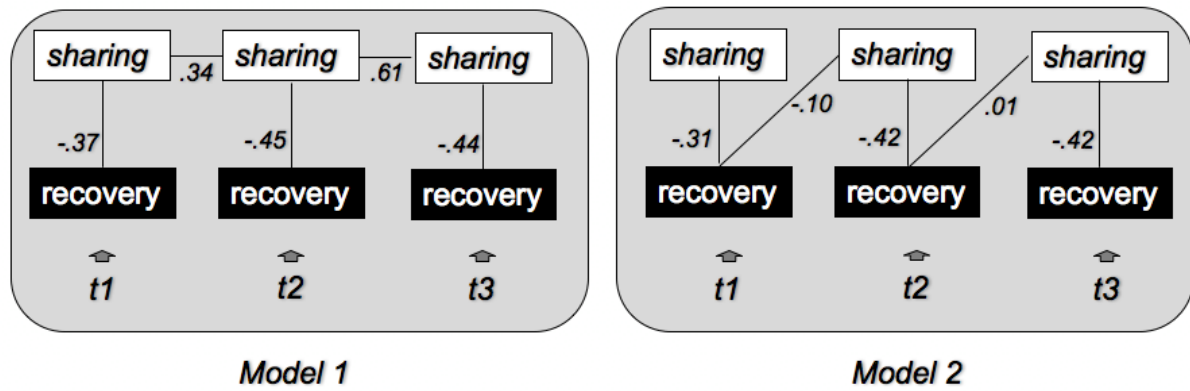 sharing sharing sharing
.34 .61
-.37 -.45 -.44
recovery recovery recovery
t1 t2 t3
Model 1
sharing sharing sharing
-.10 .01
-.31 -.42 -.42
recovery recovery recovery
t1 t2 t3
Model 2